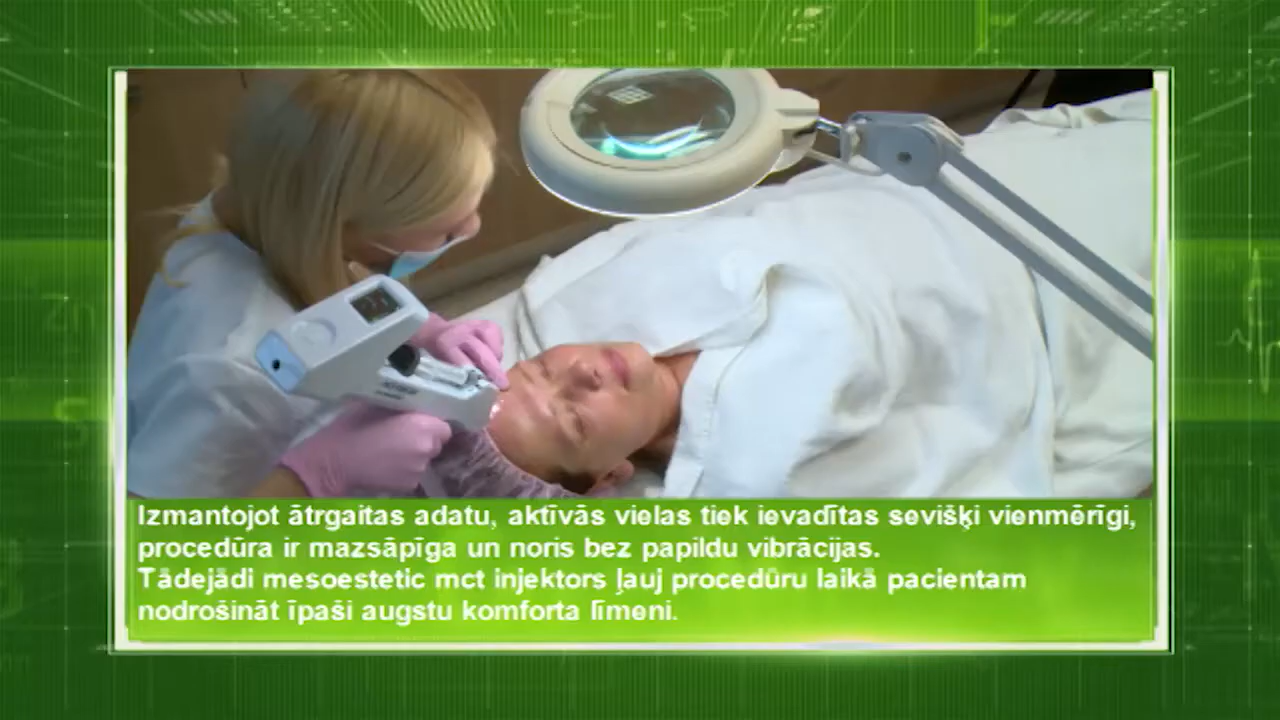 Izmantojot ātrgaitas adatu, aktīvās vielas tiek ievadītas sevišķi vienmērīgi,
procedūra ir mazsāpīga un noris bez papildu vibrācijas.
Tādejādi mesoestetic mct injektors ļauj procedūru laikā pacientam
nodrošināt īpaši augstu komforta līmeni.